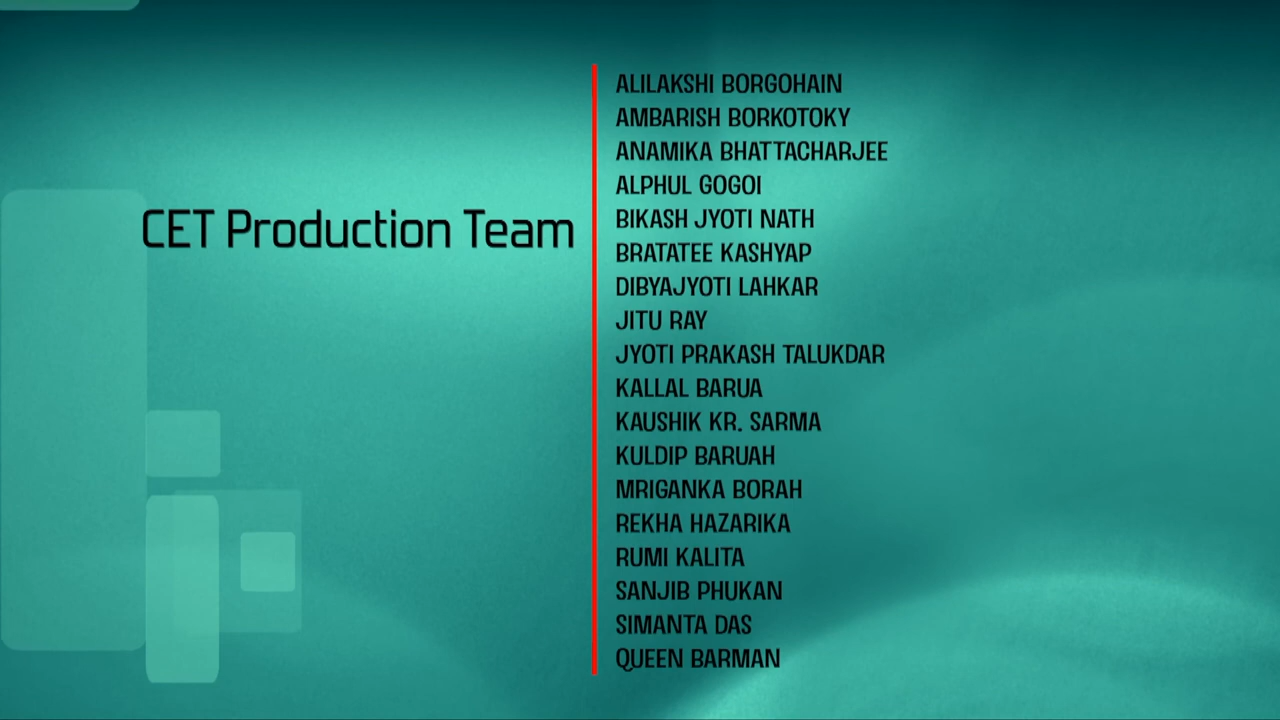 CET Production Team
ALILAKSHI BORGOHAIN
AMBARISH BORKOTOKY
ANAMIKA BHATTACHARJEE
ALPHUL GOGOI
BIKASH JYOTI NATH
BRATATEE KASHYAP
DIBYAJYOTI LAHKAR
JITU RAY
JYOTI PRAKASH TALUKDAR
KALLAL BARUA
KAUSHIK KR. SARMA
KULDIP BARUAH
MRIGANKA BORAH
REKHA HAZARIKA
RUMI KALITA
SANJIB PHUKAN
SIMANTA DAS
QUEEN BARMAN